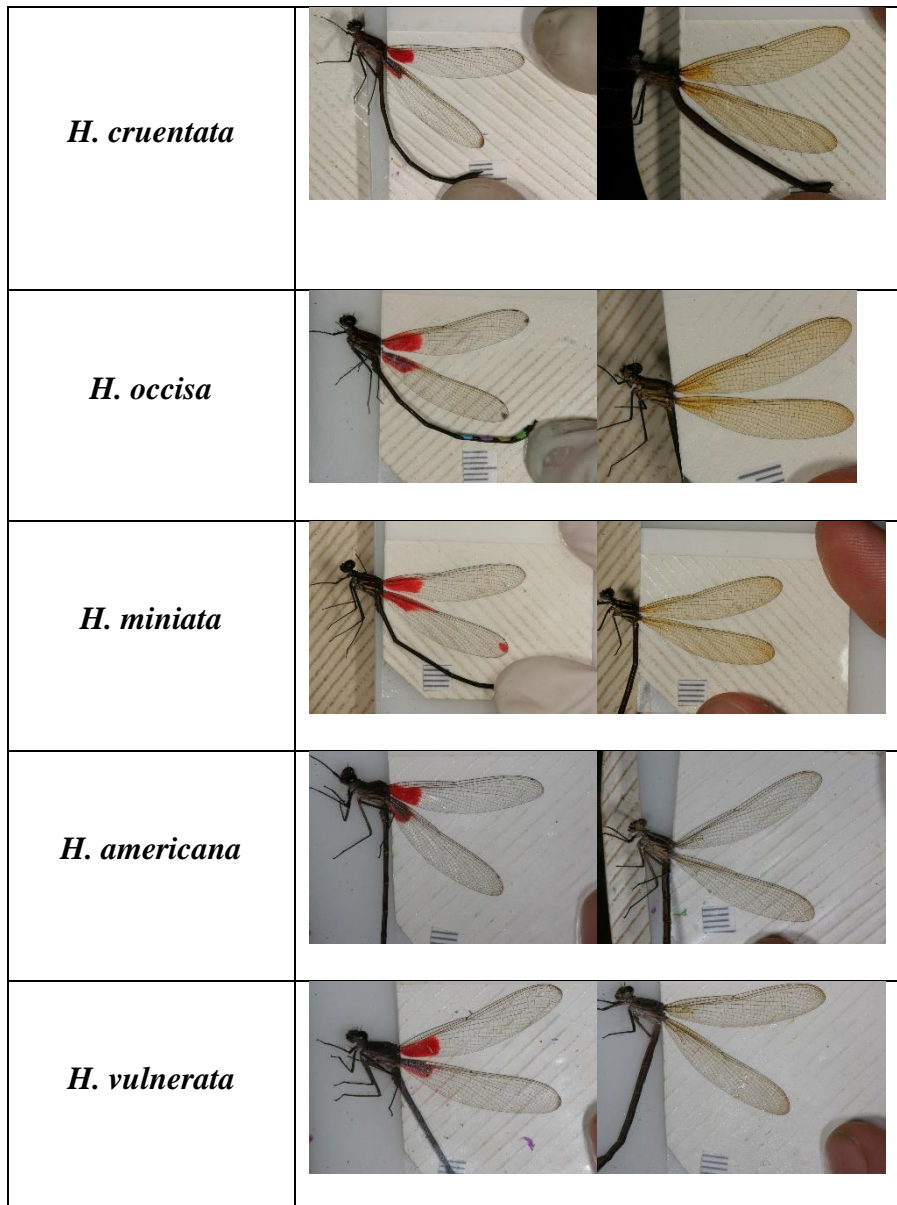 H. cruentata
H. occisa
H. miniata
H. americana
H. vulnerata